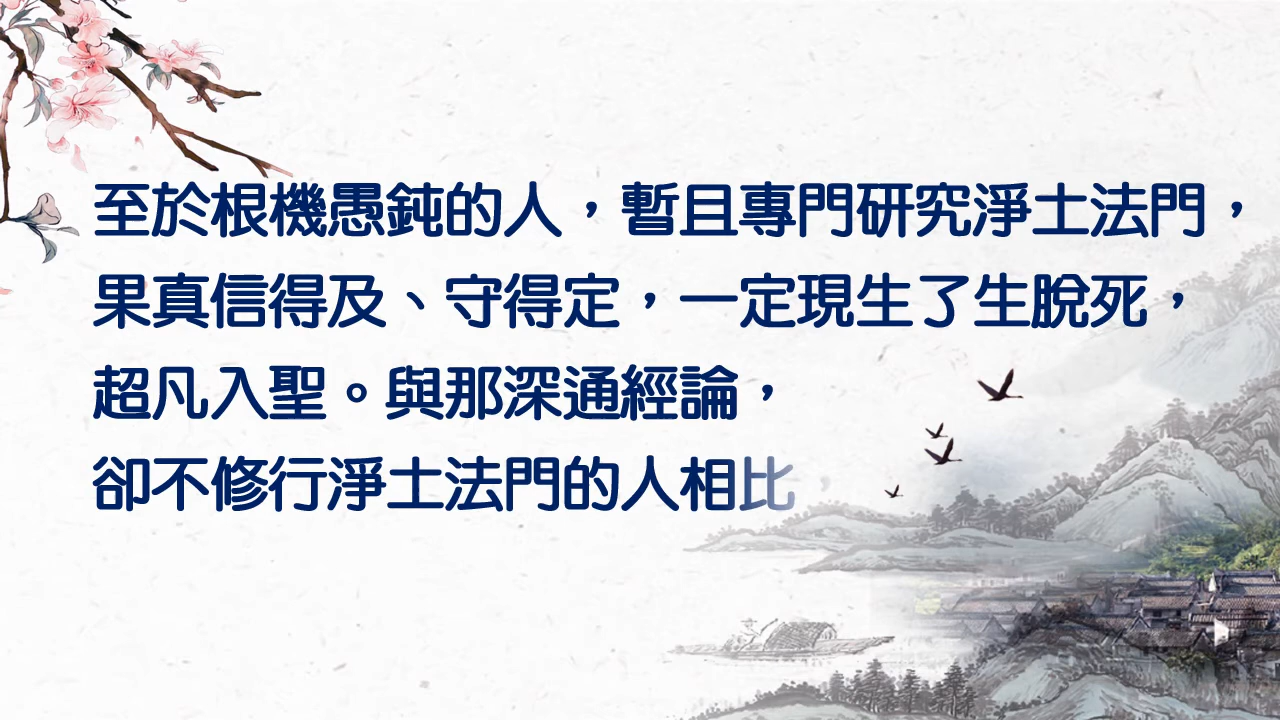 至於根機愚鈍的人，暫且專門研究淨土法門，
果真信得及、守得定，一定現生了生脫死，
超凡入聖。與那深通經論，
卻不修行淨土法門的人相比